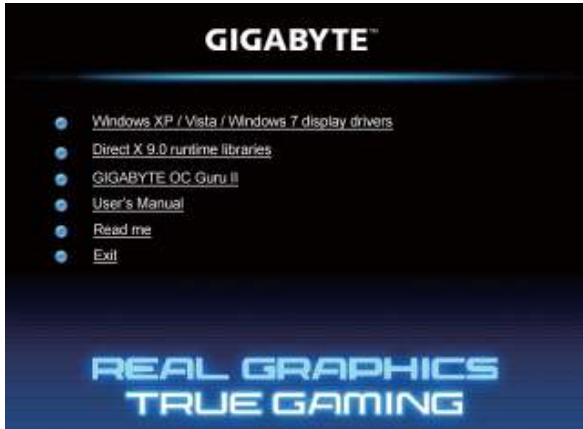 GIGABYTE™
Windows XP / Vista / Windows 7 display drivers
Direct X 9.0 runtime libraries
GIGABYTE OC Guru II
User's Manual
Read me
Exit
REAL GRAPHICS
TRUE GAMING